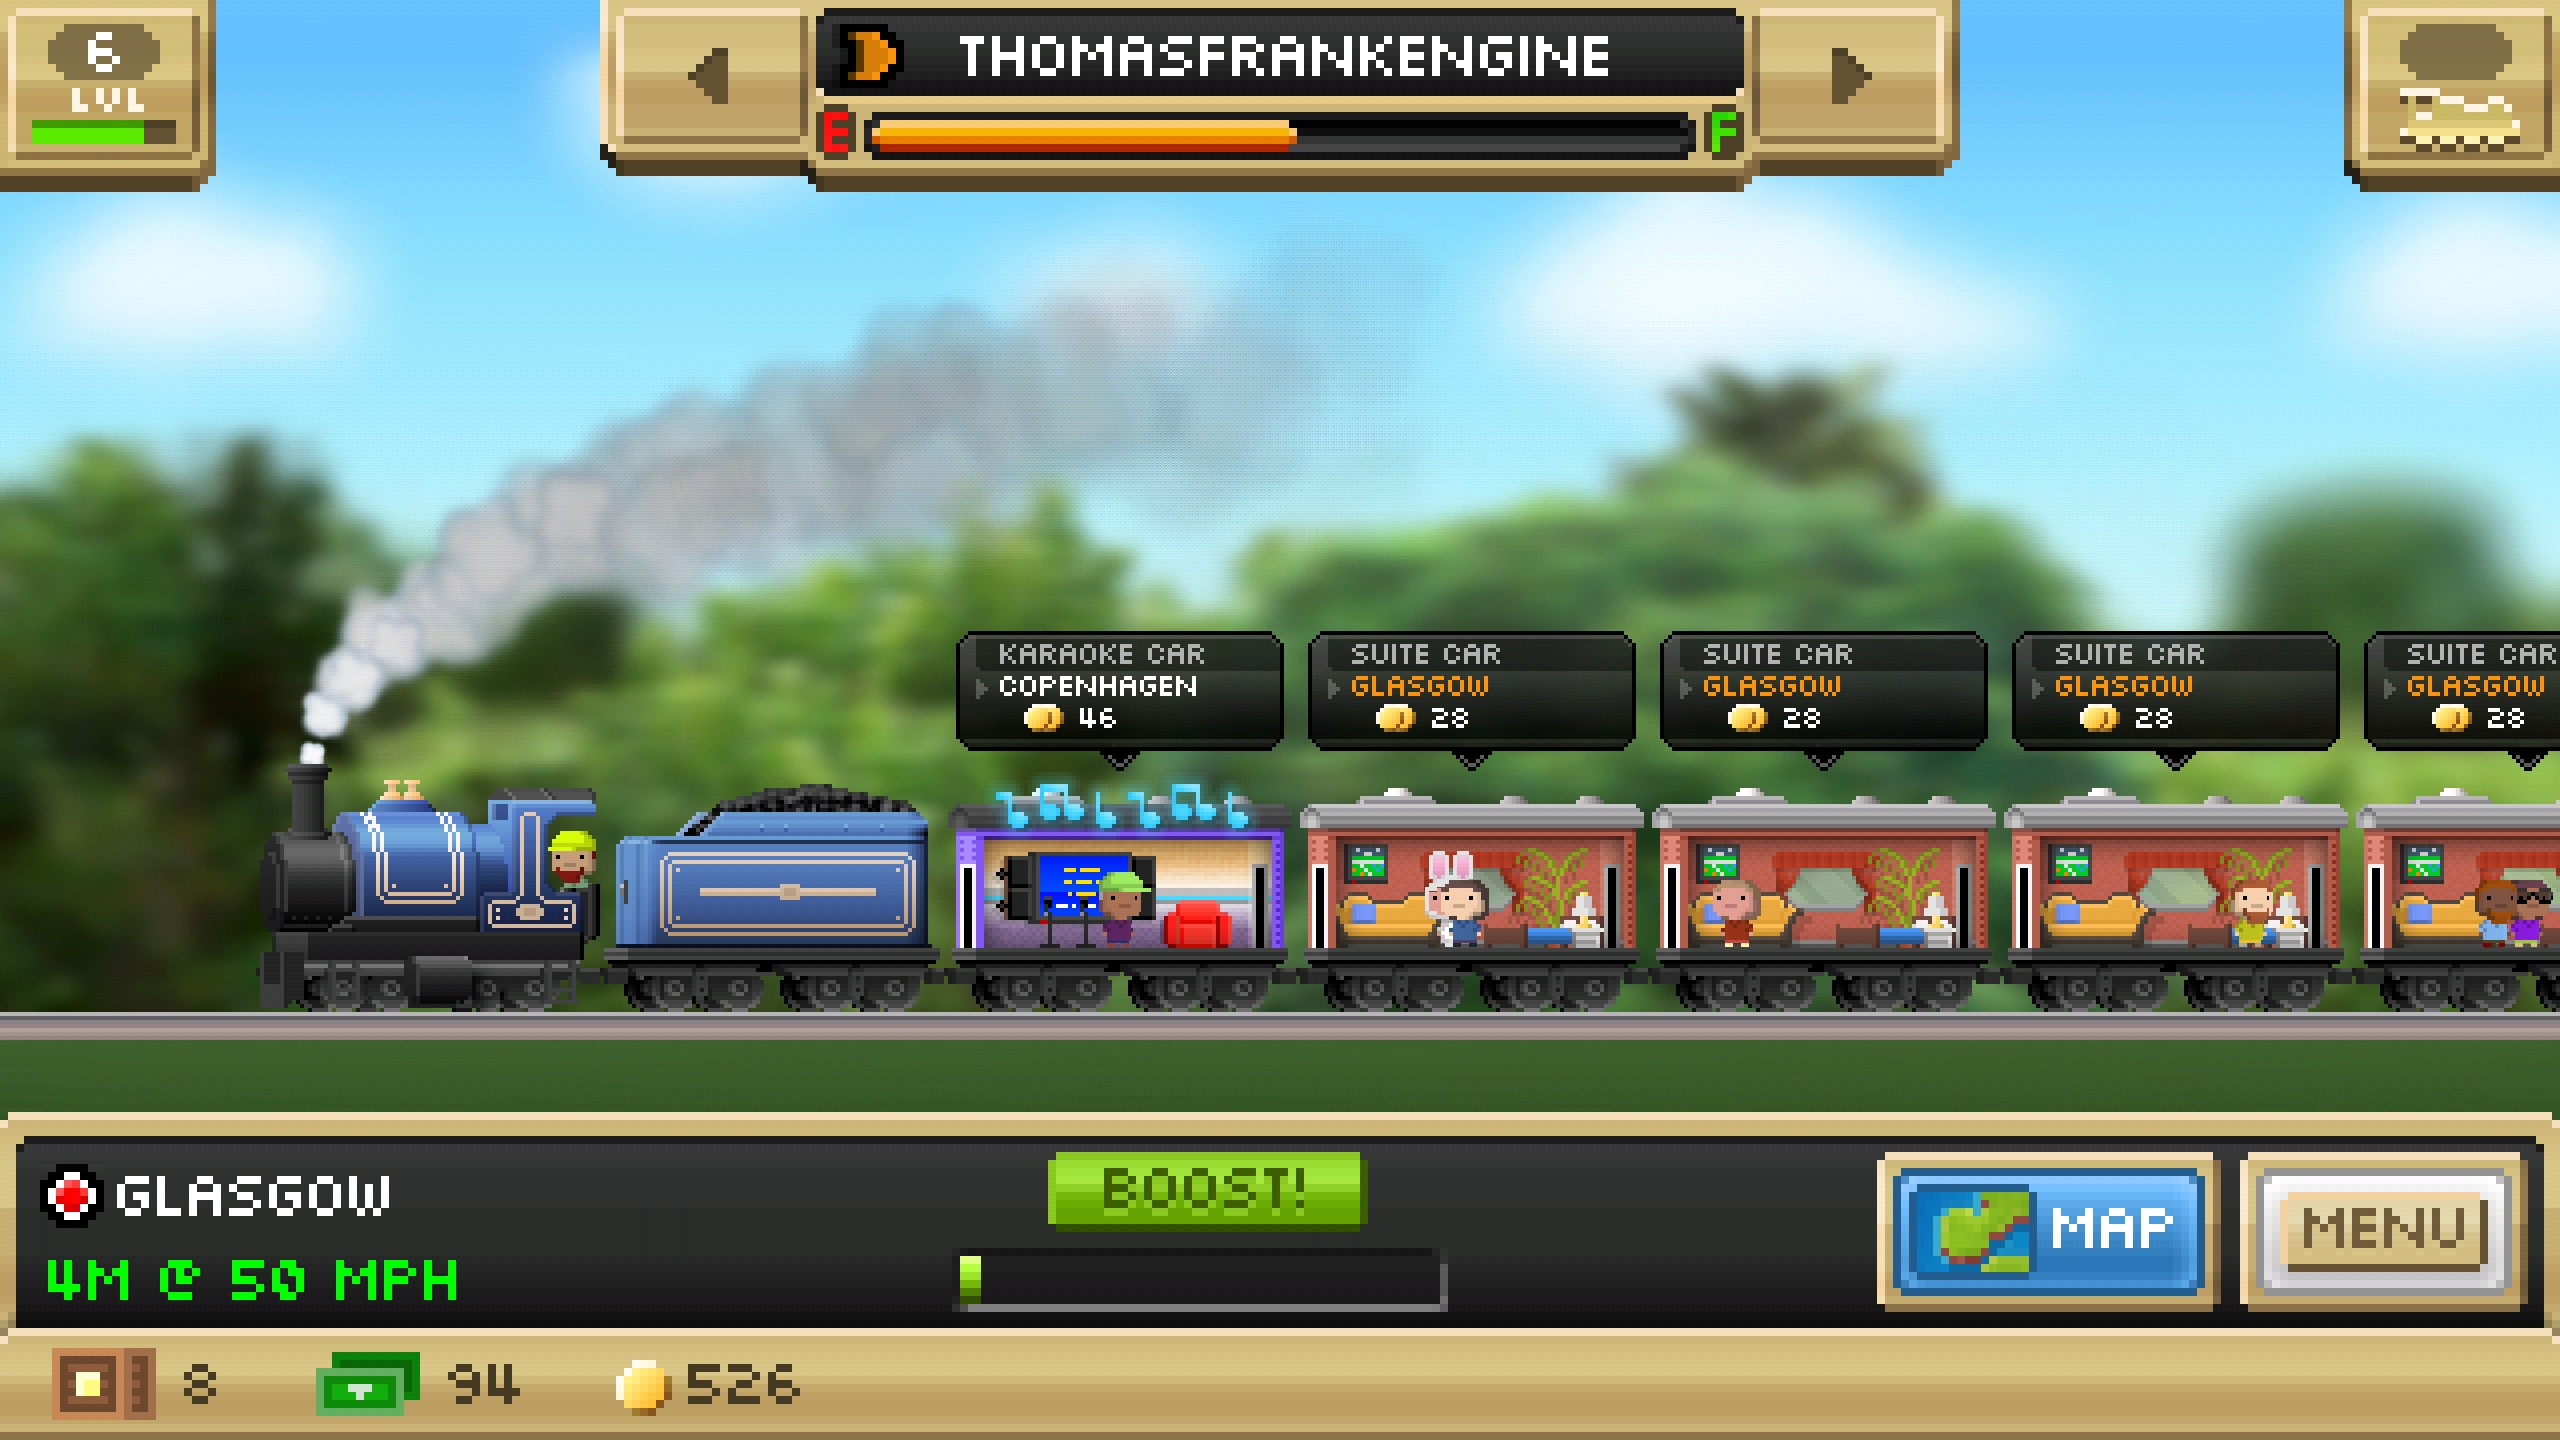 6
LVL
THOMASFRANKENGINE
E F
KARAOKE CAR
COPENHAGEN
46
SUITE CAR
GLASGOW
28
SUITE CAR
GLASGOW
28
SUITE CAR
GLASGOW
28
SUITE CAR
GLASGOW
28
GLASGOW
4M @ 50 MPH
BOOST!
MAP
MENU
8 94 526